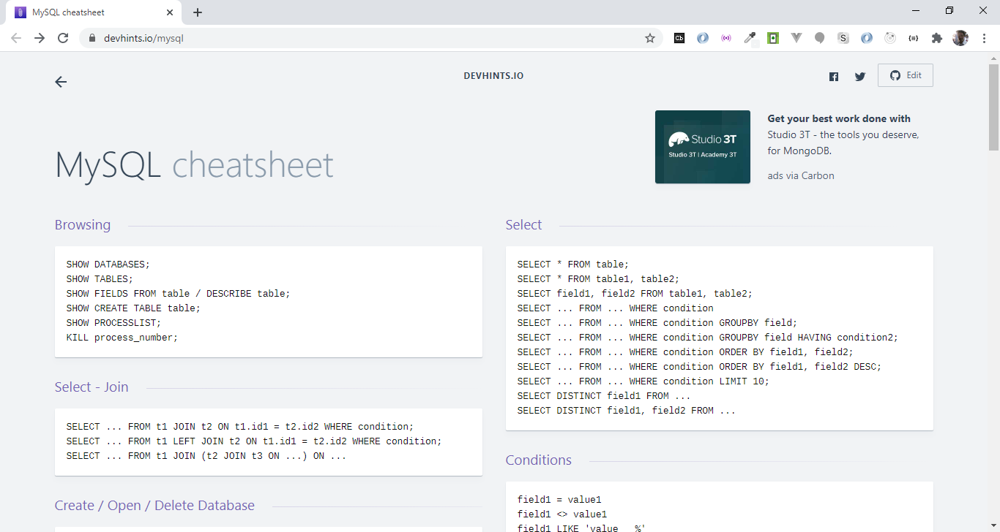 MySQL cheatsheet
devhints.io/mysql
DEVHINTS.IO
Edit
Studio 3T
Studio 3T | Academy 3T
Get your best work done with
Studio 3T - the tools you deserve,
for MongoDB.
ads via Carbon
MySQL cheatsheet
Browsing
SHOW DATABASES;
SHOW TABLES;
SHOW FIELDS FROM table / DESCRIBE table;
SHOW CREATE TABLE table;
SHOW PROCESSLIST;
KILL process_number;
Select - Join
SELECT ... FROM t1 JOIN t2 ON t1.id1 = t2.id2 WHERE condition;
SELECT ... FROM t1 LEFT JOIN t2 ON t1.id1 = t2.id2 WHERE condition;
SELECT ... FROM t1 JOIN (t2 JOIN t3 ON ...) ON ...
Create / Open / Delete Database
Select
SELECT * FROM table;
SELECT * FROM table1, table2;
SELECT field1, field2 FROM table1, table2;
SELECT ... FROM ... WHERE condition
SELECT ... FROM ... WHERE condition GROUPBY field;
SELECT ... FROM ... WHERE condition GROUPBY field HAVING condition2;
SELECT ... FROM ... WHERE condition ORDER BY field1, field2;
SELECT ... FROM ... WHERE condition ORDER BY field1, field2 DESC;
SELECT ... FROM ... WHERE condition LIMIT 10;
SELECT DISTINCT field1 FROM ...
SELECT DISTINCT field1, field2 FROM ...
Conditions
field1 = value1
field1 <> value1
field1 LIKE 'value _ %'